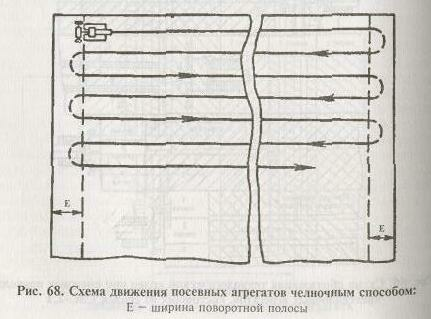 E
E
Рис. 68. Схема движения посевных агрегатов челночным способом:
E — ширина поворотной полосы